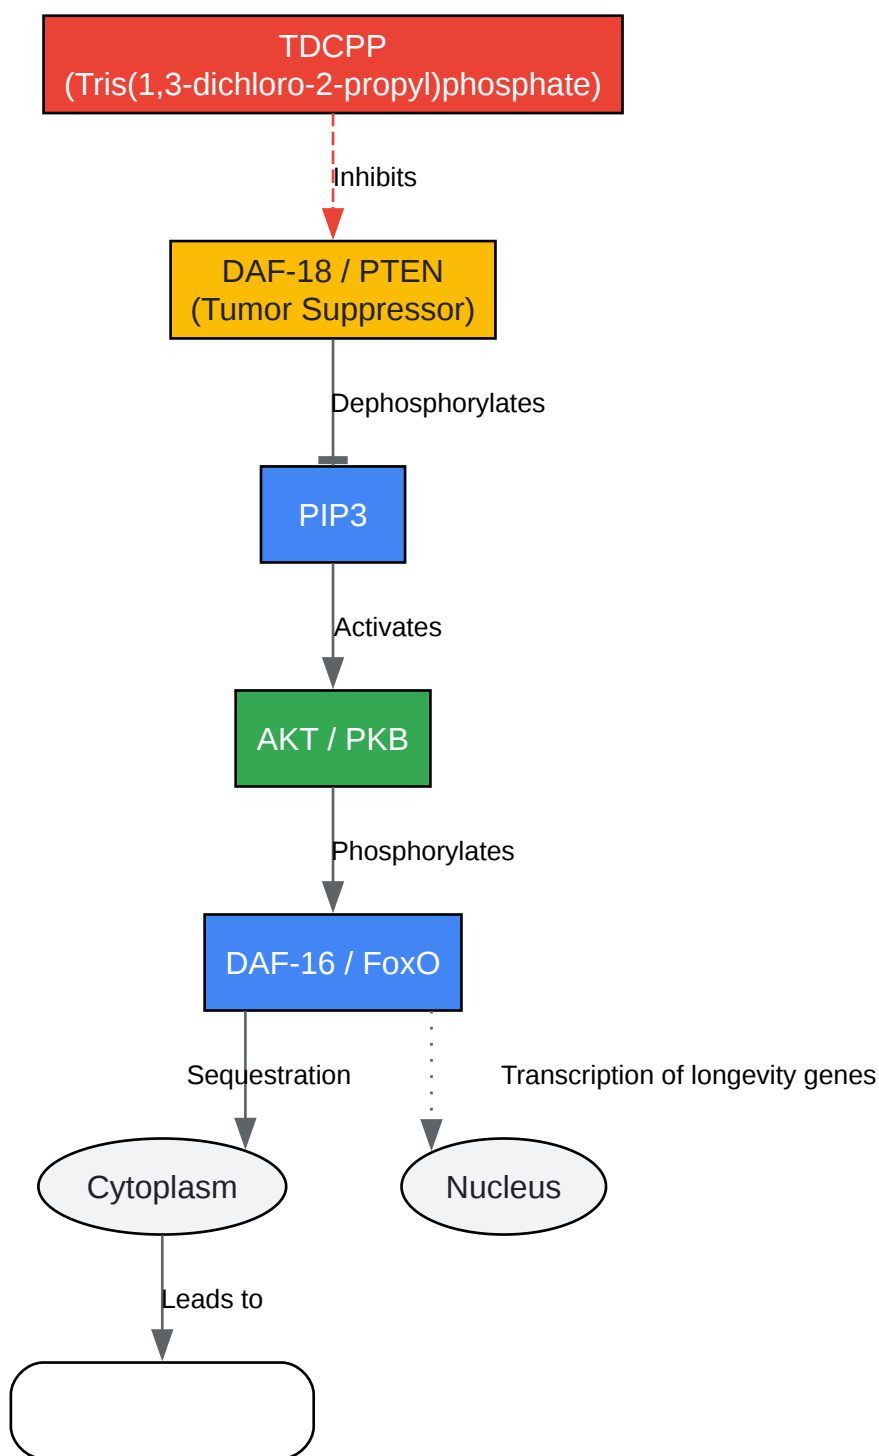 TDCPP
(Tris(1,3-dichloro-2-propyl)phosphate)
Inhibits
DAF-18 / PTEN
(Tumor Suppressor)
Dephosphorylates
PIP3
Activates
AKT / PKB
Phosphorylates
DAF-16 / FoxO
Sequestration
Transcription of longevity genes
Cytoplasm
Nucleus
Leads to